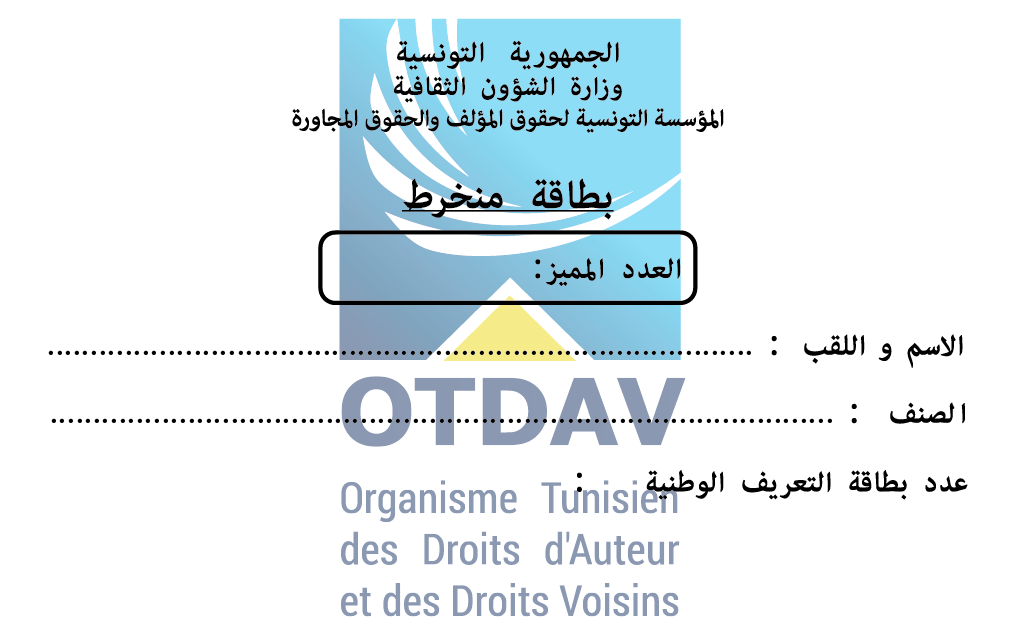 الجمهورية التونسية
وزارة الشؤون الثقافية
المؤسسة التونسية لحقوق المؤلف والحقوق المجاورة
بطاقة منخرط
العدد المميز:
الاسم و اللقب : ........................................................................................
الصنف : ..................................................................................................
عدد بطاقة التعريف الوطنية :
OTDAV
Organisme Tunisien
des Droits d'Auteur
et des Droits Voisins